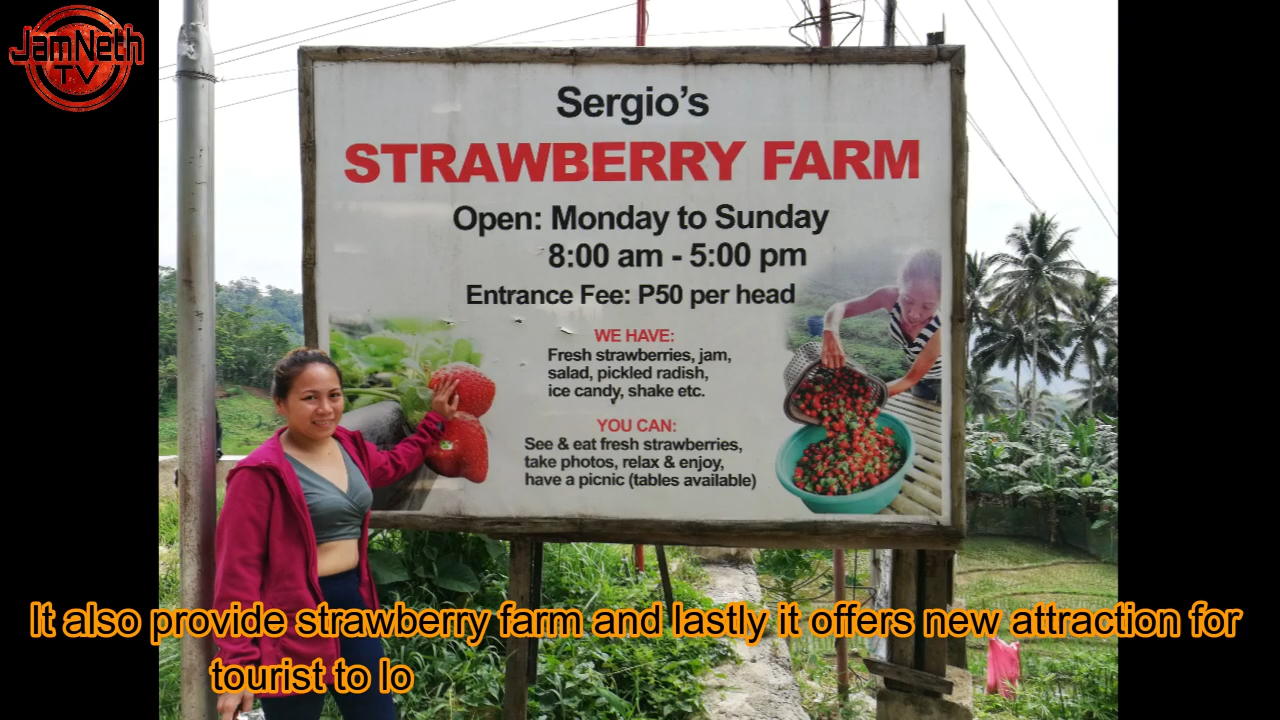 JamNeth
TV
Sergio's
STRAWBERRY FARM
Open: Monday to Sunday
8:00 am - 5:00 pm
Entrance Fee: P50 per head
WE HAVE:
Fresh strawberries, jam,
salad, pickled radish,
ice candy, shake etc.
YOU CAN:
See & eat fresh strawberries,
take photos, relax & enjoy,
have a picnic (tables available)
It also provide strawberry farm and lastly it offers new attraction for
tourist to lo